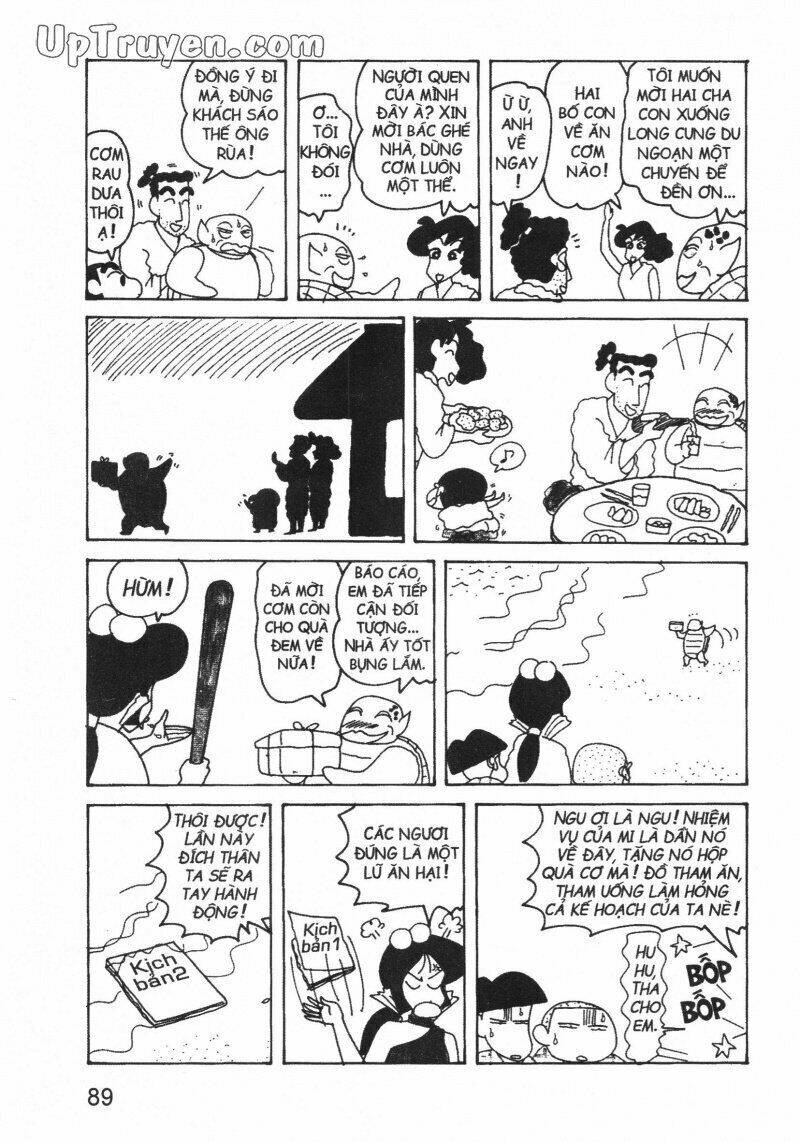 UpTruyen.com
TÔI MUỐN
MỜI HAI CHA
CON XUỐNG
LONG CUNG DU
NGOẠN MỘT
CHUYẾN ĐỂ
ĐỀN ƠN...
HAI
BỐ CON
VỀ ĂN
CƠM
NÀO!
Ừ Ừ,
ANH
VỀ
NGAY
!
NGƯỜI QUEN
CỦA MÌNH
ĐÂY À? XIN
MỜI BÁC GHÉ
NHÀ, DÙNG
CƠM LUÔN
MỘT THỂ.
Ơ...
TÔI
KHÔNG
ĐÓI
...
ĐỒNG Ý ĐI
MÀ, ĐỪNG
KHÁCH SÁO
THẾ ÔNG
RÙA!
CƠM
RAU
DƯA
THÔI
Ạ!
BÁO CÁO,
EM ĐÃ TIẾP
CẬN ĐỐI
TƯỢNG...
NHÀ ẤY TỐT
BỤNG LẮM.
ĐÃ MỜI
CƠM CÒN
CHO QUÀ
ĐEM VỀ
NỮA!
HỪM!
NGU ƠI LÀ NGU! NHIỆM
VỤ CỦA MI LÀ DẪN NÓ
VỀ ĐÂY, TẶNG NÓ HỘP
QUÀ CƠ MÀ! ĐỒ THAM ĂN,
THAM UỐNG LÀM HỎNG
CẢ KẾ HOẠCH CỦA TA NÈ!
HU
HU,
THA
CHO
EM.
BỐP
BỐP
CÁC NGƯƠI
ĐÚNG LÀ MỘT
LŨ ĂN HẠI!
Kịch
bản1
THÔI ĐƯỢC!
LẦN NÀY
ĐÍCH THÂN
TA SẼ RA
TAY HÀNH
ĐỘNG!
Kịch
bản2
89